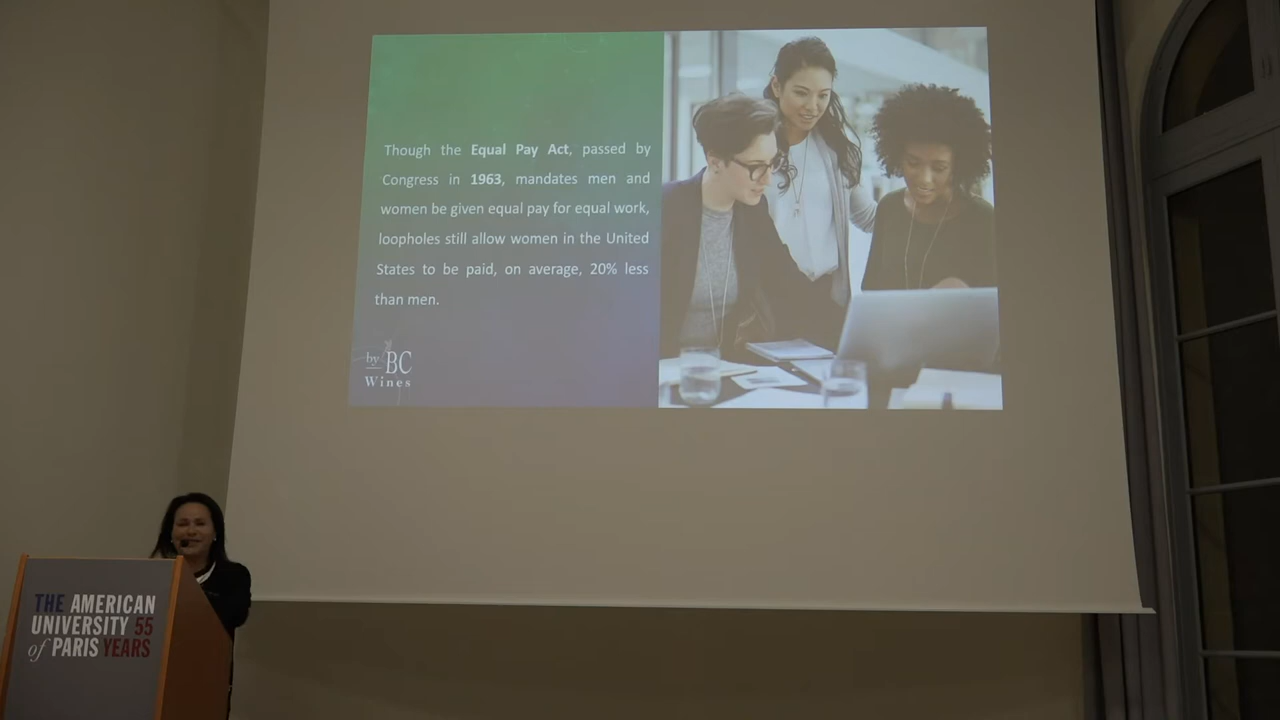 Though the Equal Pay Act, passed by
Congress in 1963, mandates men and
women be given equal pay for equal work,
loopholes still allow women in the United
States to be paid, on average, 20% less
than men.
by BC
Wines
THE AMERICAN
UNIVERSITY 55
of PARIS YEARS